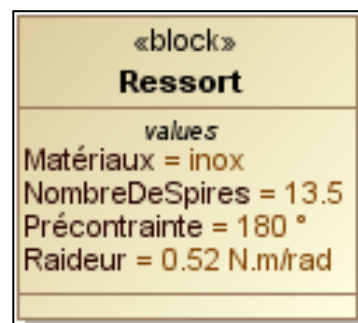 «block»
Ressort
values
Matériaux = inox
NombreDeSpires = 13.5
Précontrainte = 180 °
Raideur = 0.52 N.m/rad